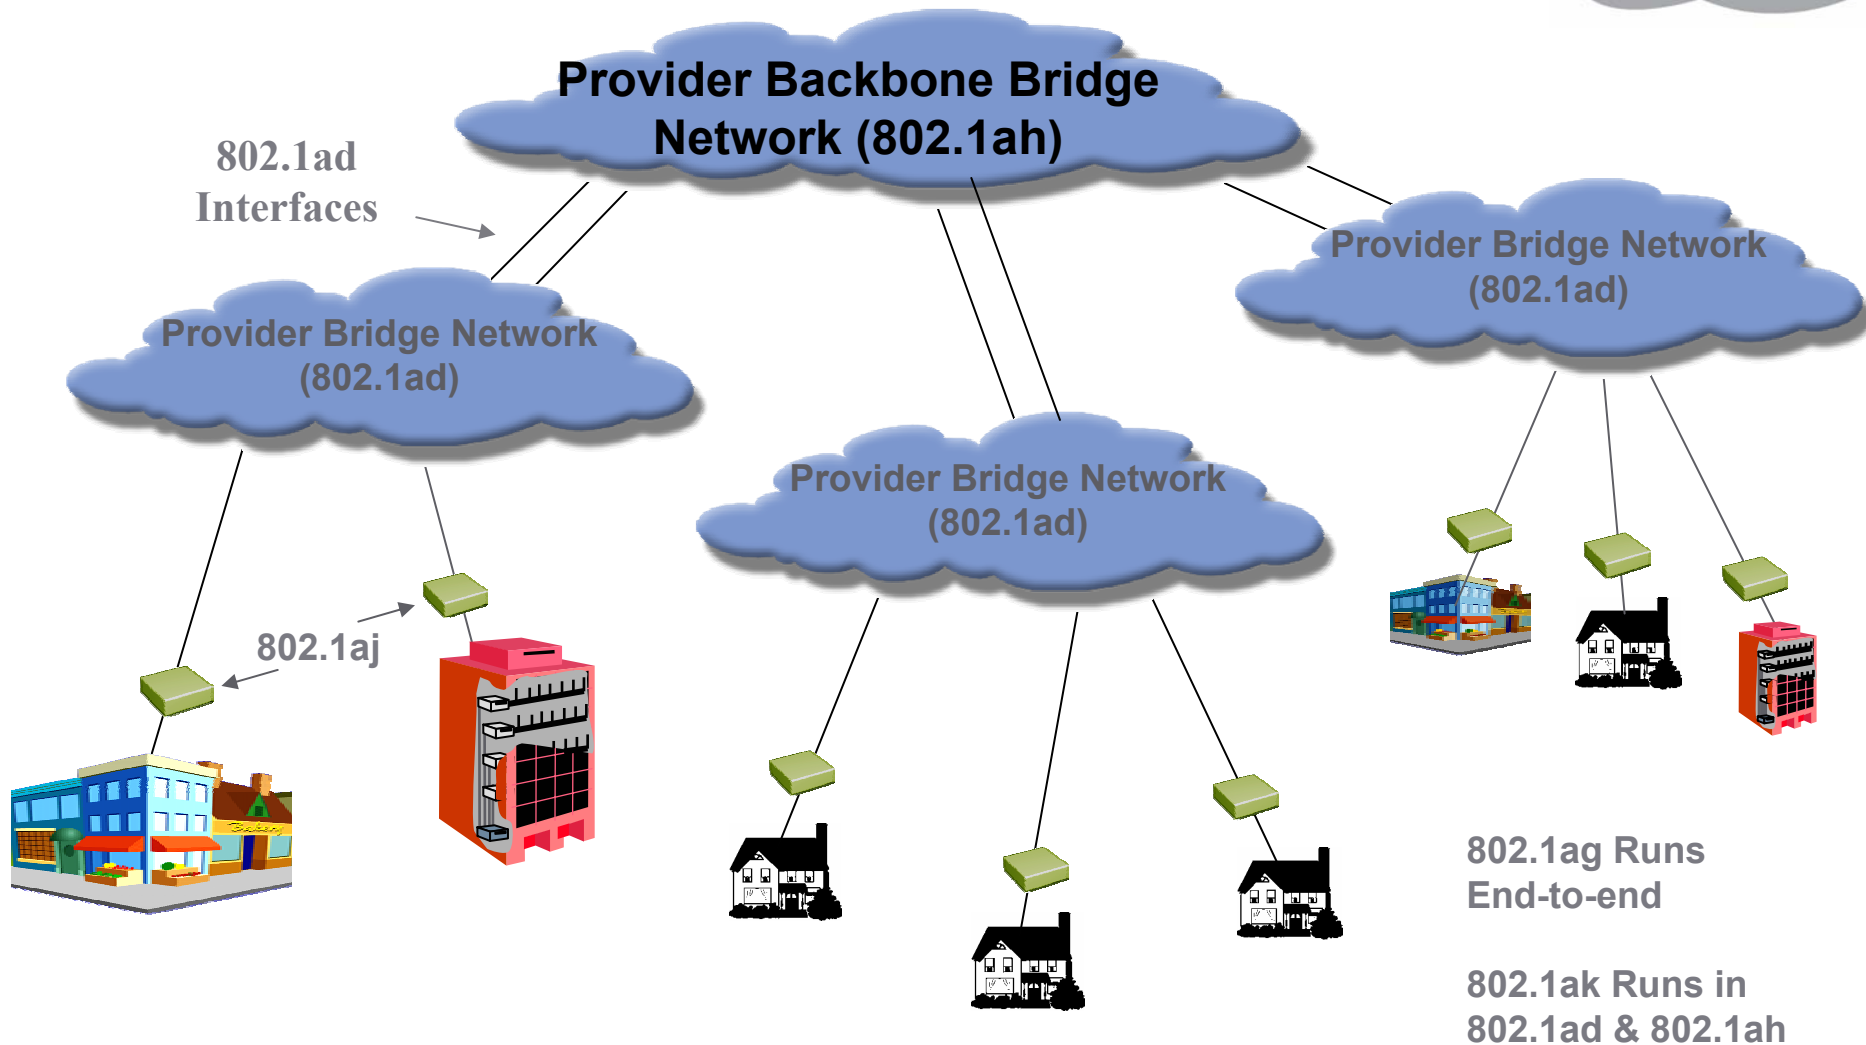 Provider Backbone Bridge
Network (802.1ah)
802.1ad
Interfaces
Provider Bridge Network
(802.1ad)
Provider Bridge Network
(802.1ad)
Provider Bridge Network
(802.1ad)
802.1aj
Bakery
802.1ag Runs
End-to-end
802.1ak Runs in
802.1ad & 802.1ah